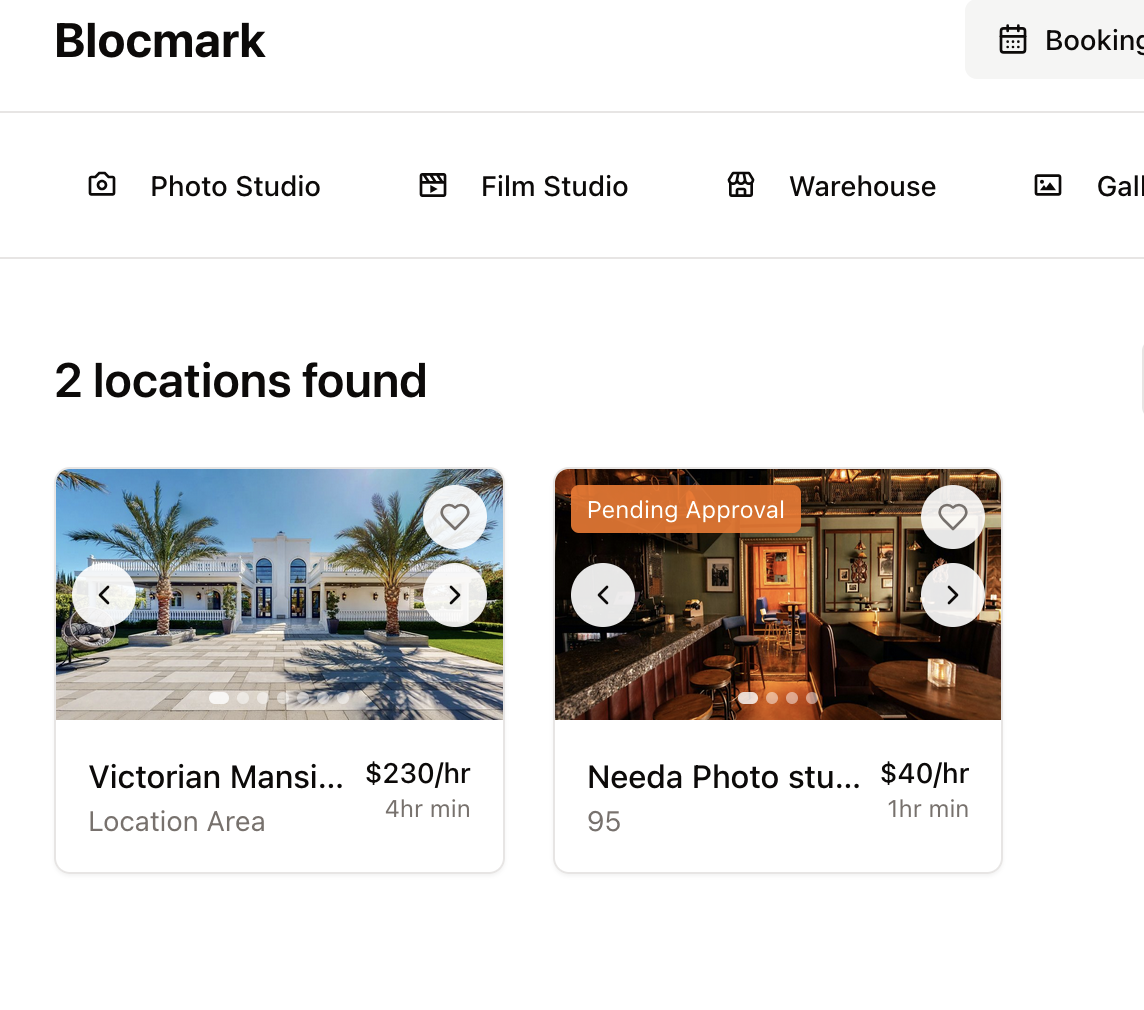 Blocmark
Booking
Photo Studio
Film Studio
Warehouse
Gall
2 locations found
Pending Approval
Victorian Mansi...
$230/hr
Location Area
4hr min
Needa Photo stu...
$40/hr
95
1hr min